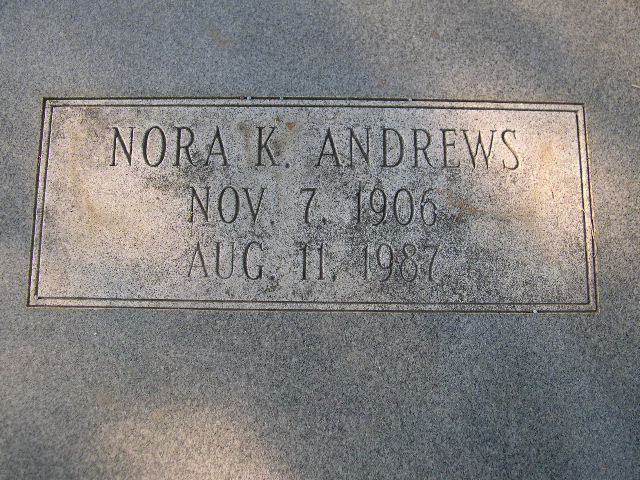 NORA K. ANDREWS
NOV. 7, 1906
AUG. 11, 1987